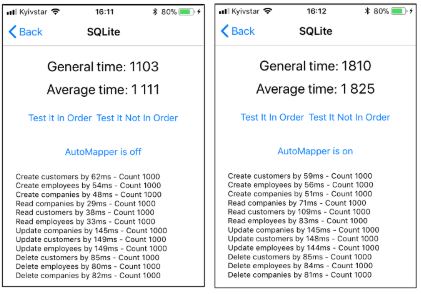 Kyivstar 16:11 80%
Back SQLite
General time: 1103
Average time: 1 111
Test It In Order Test It Not In Order
AutoMapper is off
Create customers by 62ms - Count 1000
Create employees by 54ms - Count 1000
Create companies by 48ms - Count 1000
Read companies by 29ms - Count 1000
Read customers by 38ms - Count 1000
Read employees by 33ms - Count 1000
Update companies by 145ms - Count 1000
Update customers by 149ms - Count 1000
Update employees by 149ms - Count 1000
Delete customers by 85ms - Count 1000
Delete employees by 80ms - Count 1000
Delete companies by 82ms - Count 1000
Kyivstar 16:12 80%
Back SQLite
General time: 1810
Average time: 1 825
Test It In Order Test It Not In Order
AutoMapper is on
Create customers by 59ms - Count 1000
Create employees by 56ms - Count 1000
Create companies by 51ms - Count 1000
Read companies by 71ms - Count 1000
Read customers by 109ms - Count 1000
Read employees by 83ms - Count 1000
Update companies by 145ms - Count 1000
Update customers by 148ms - Count 1000
Update employees by 144ms - Count 1000
Delete customers by 85ms - Count 1000
Delete employees by 84ms - Count 1000
Delete companies by 81ms - Count 1000